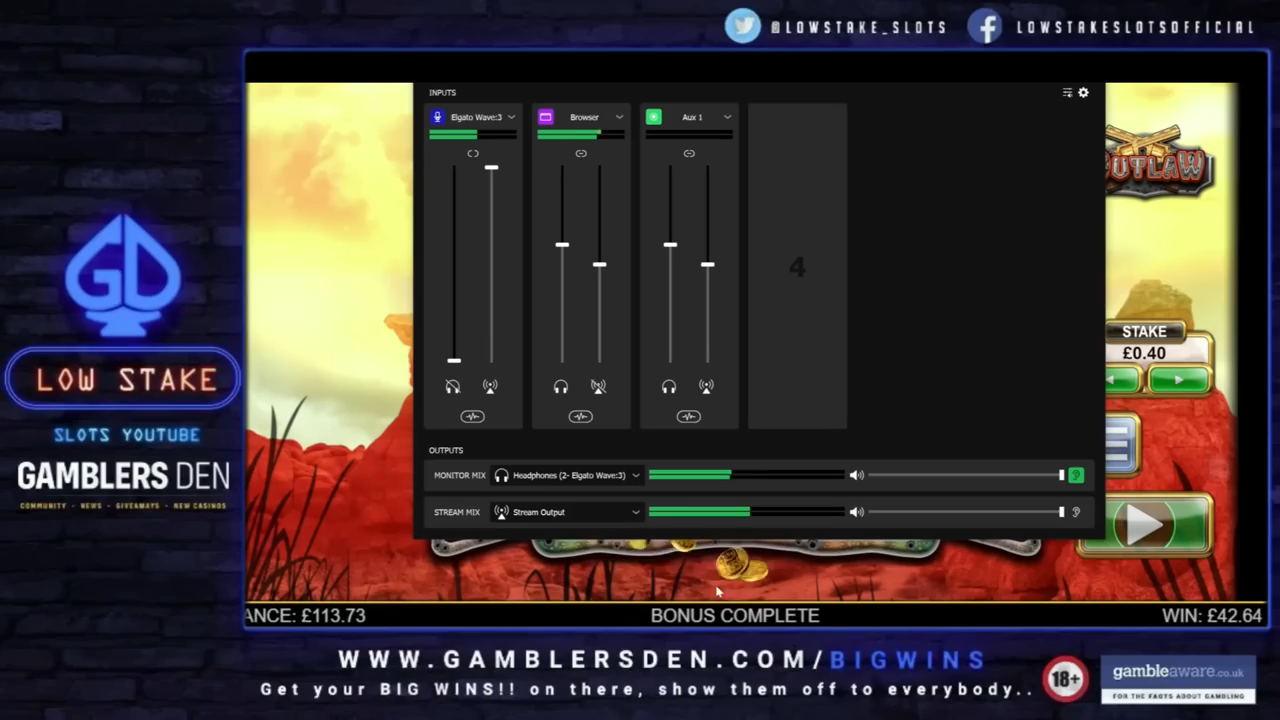 @LOWSTAKE_SLOTS
LOWSTAKESLOTSOFFICIAL
INPUTS
Elgato Wave:3
Browser
Aux 1
4
OUTLAW
STAKE
£0.40
GD
LOW STAKE
SLOTS YOUTUBE
GAMBLERS DEN
COMMUNITY - NEWS - GIVEAWAYS - NEW CASINOS
OUTPUTS
MONITOR MIX
Headphones (2- Elgato Wave:3)
STREAM MIX
Stream Output
ANCE: £113.73
BONUS COMPLETE
WIN: £42.64
WWW.GAMBLERSDEN.COM/BIGWINS
Get your BIG WINS!! on there, show them off to everybody..
18+
gambleaware.co.uk
FOR THE FACTS ABOUT GAMBLING